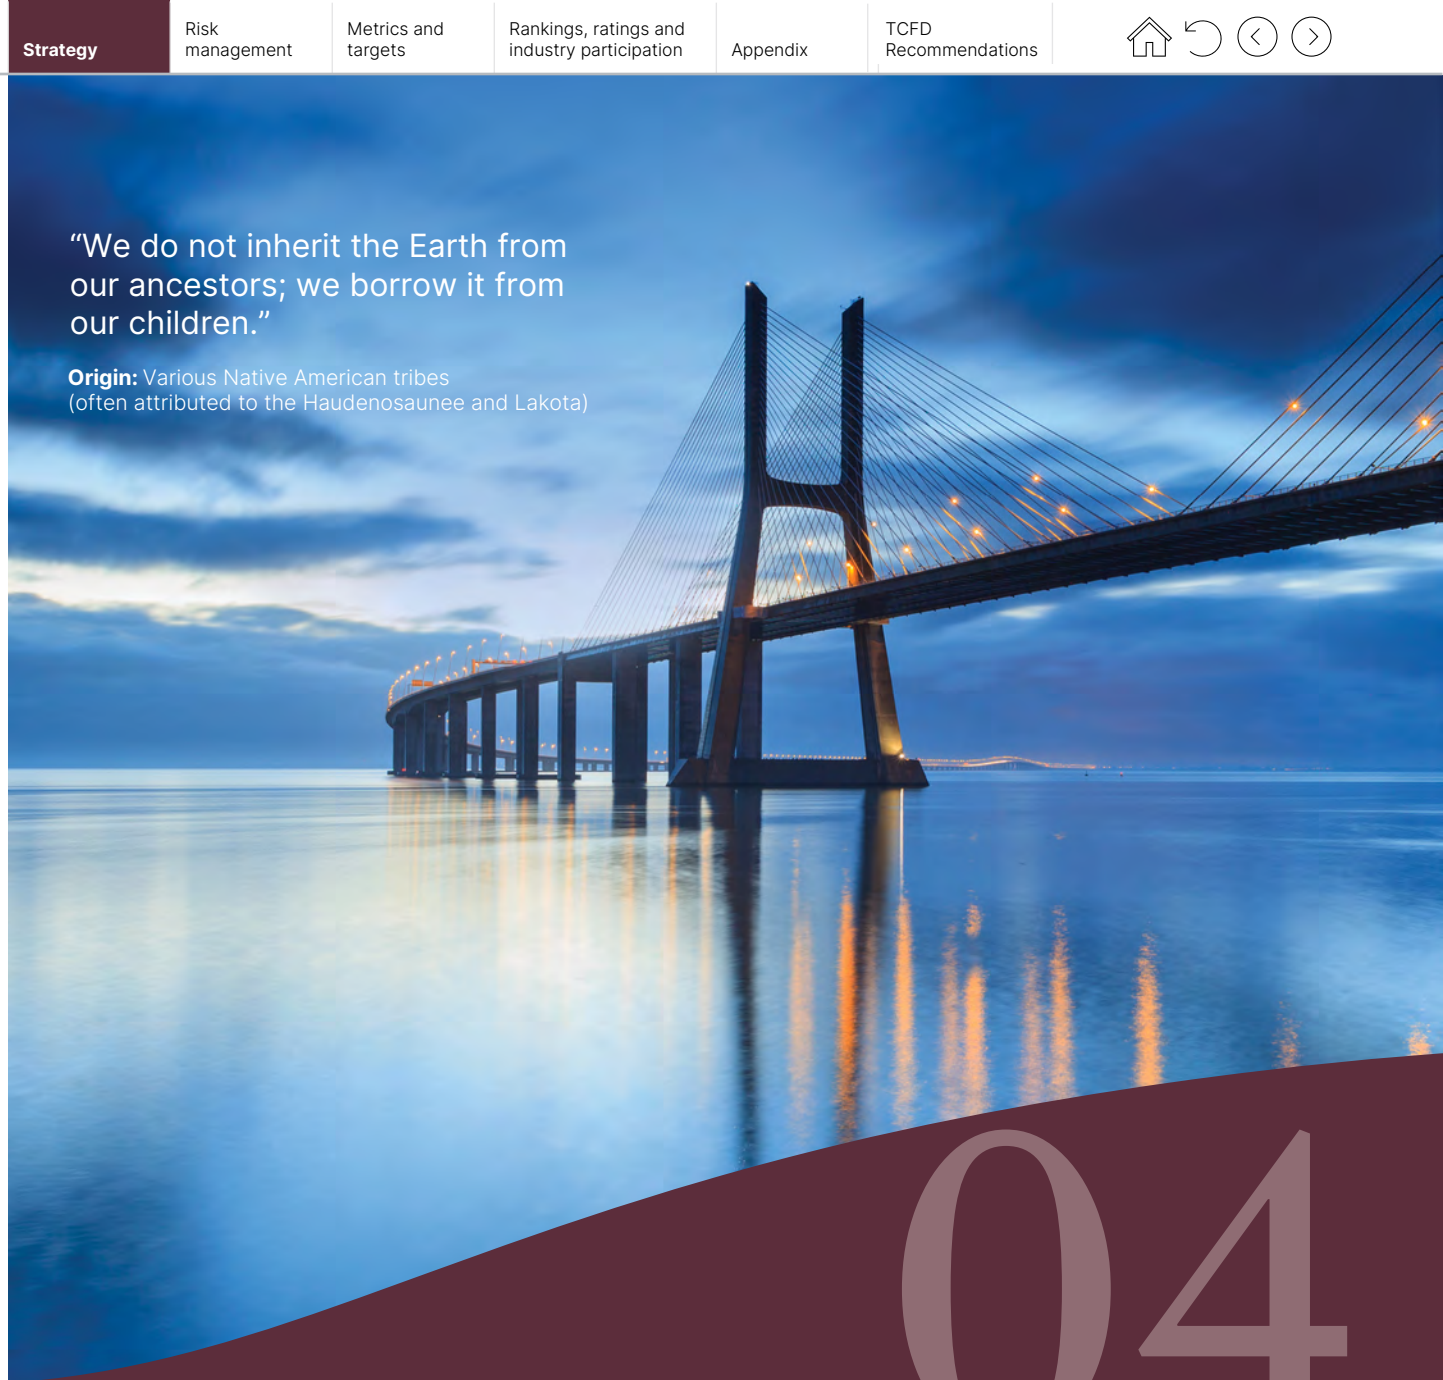 Strategy
Risk
management
Metrics and
targets
Rankings, ratings and
industry participation
Appendix
TCFD
Recommendations
“We do not inherit the Earth from
our ancestors; we borrow it from
our children.”
Origin: Various Native American tribes
(often attributed to the Haudenosaunee and Lakota)
04